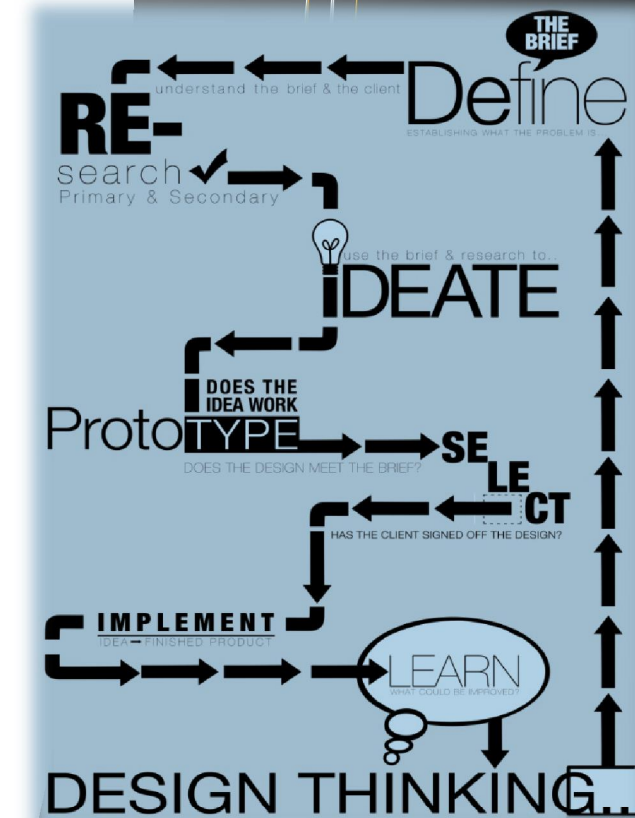 THE
BRIEF
Define
understand the brief & the client
ESTABLISHING WHAT THE PROBLEM IS...
RE-
search
Primary & Secondary
use the brief & research to..
IDEATE
DOES THE
IDEA WORK
ProtoTYPE
DOES THE DESIGN MEET THE BRIEF?
SE
LE
CT
HAS THE CLIENT SIGNED OFF THE DESIGN?
IMPLEMENT
IDEA FINISHED PRODUCT
LEARN
WHAT COULD BE IMPROVED?
DESIGN THINKING...